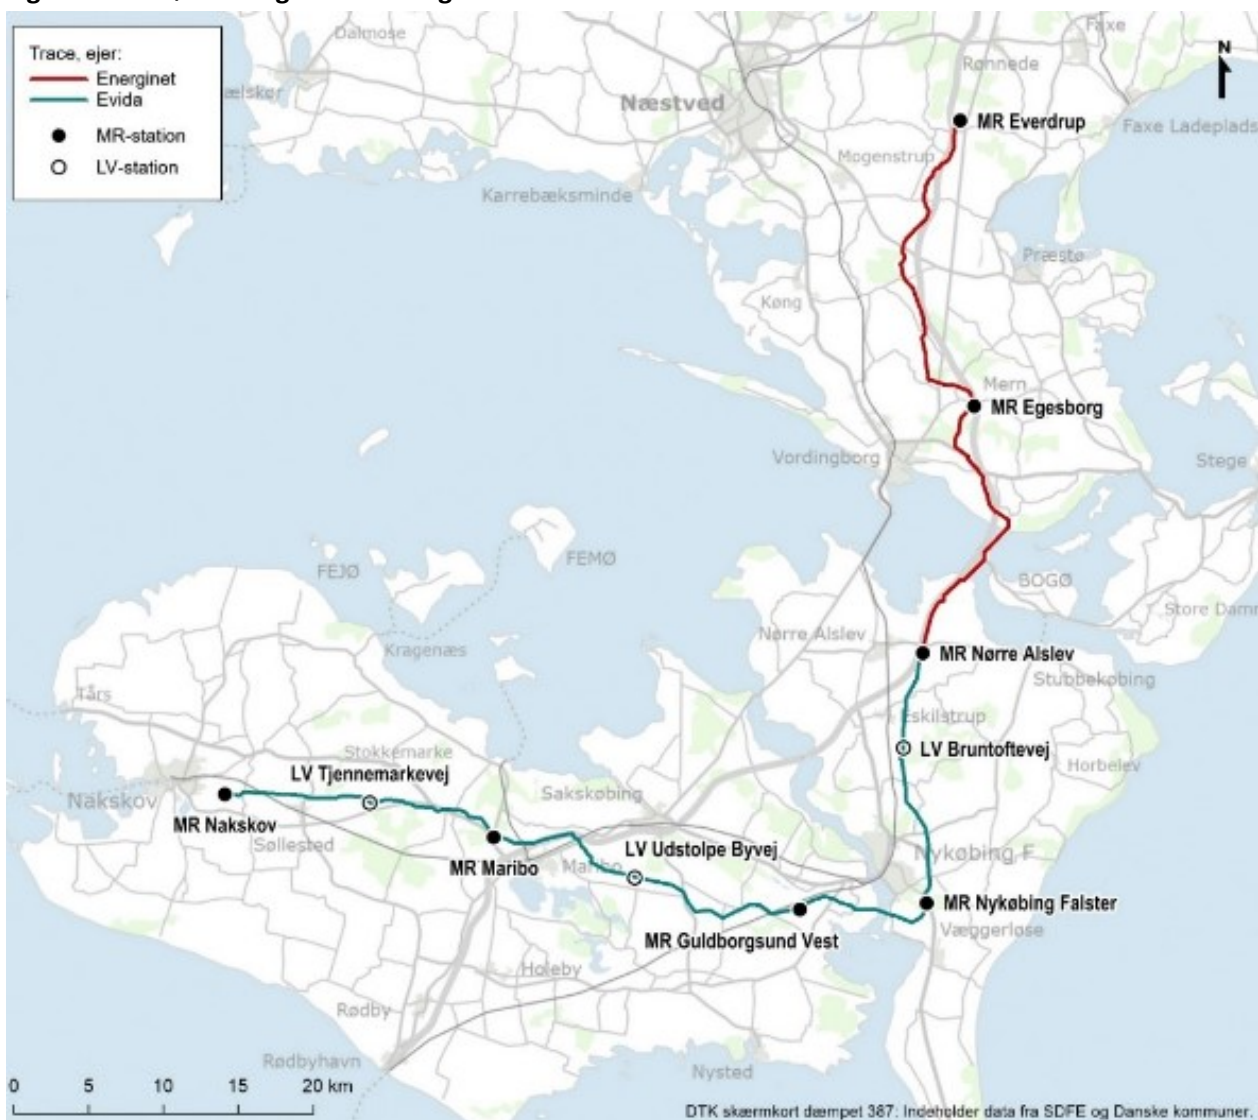 Trace, ejer:
Energinet
Evida
MR-station
LV-station
Dalmose
Næstved
Faxe
Rønnede
N
MR Everdrup
Faxe Ladeplads
Mogenstrup
Karrebæksminde
Præstø
Køng
Mern
MR Egesborg
Vordingborg
Stege
FEMØ
FEJØ
BOGØ
Store Damm
Nørre Alslev
Kragenæs
MR Nørre Alslev
Stubbekøbing
Tårs
Eskilstrup
Stokkemarke
LV Bruntoftevej
Horbelev
LV Tjennemarkevej
Sakskøbing
Nakskov
MR Nakskov
Søllested
LV Udstolpe Byvej
Nykøbing F
MR Maribo
Maribo
MR Nykøbing Falster
Væggerløse
MR Guldborgsund Vest
Holeby
Rødby
Rødbyhavn
Nysted
0 5 10 15 20 km
DTK skærmkort dæmpet 387: Indeholder data fra SDFE og Danske kommuner.